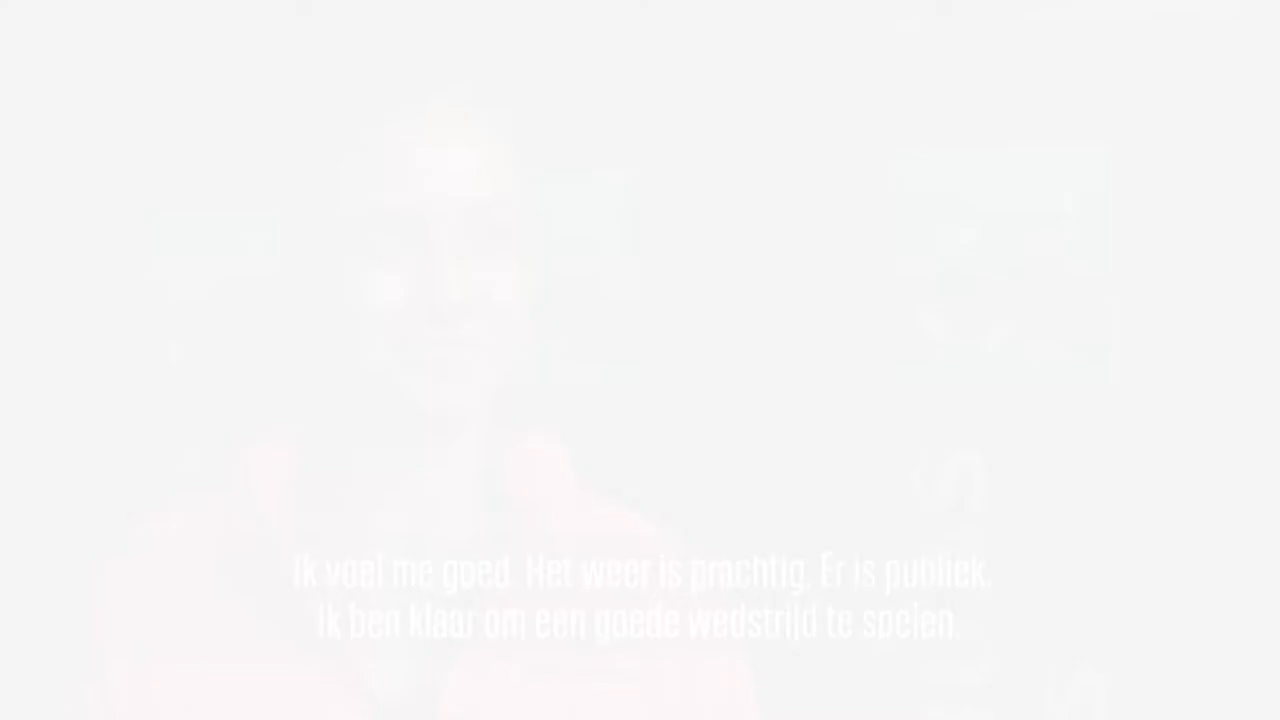 Ik voel me goed. Het weer is prachtig. Er is publiek.
Ik ben klaar om een goede wedstrijd te spelen.